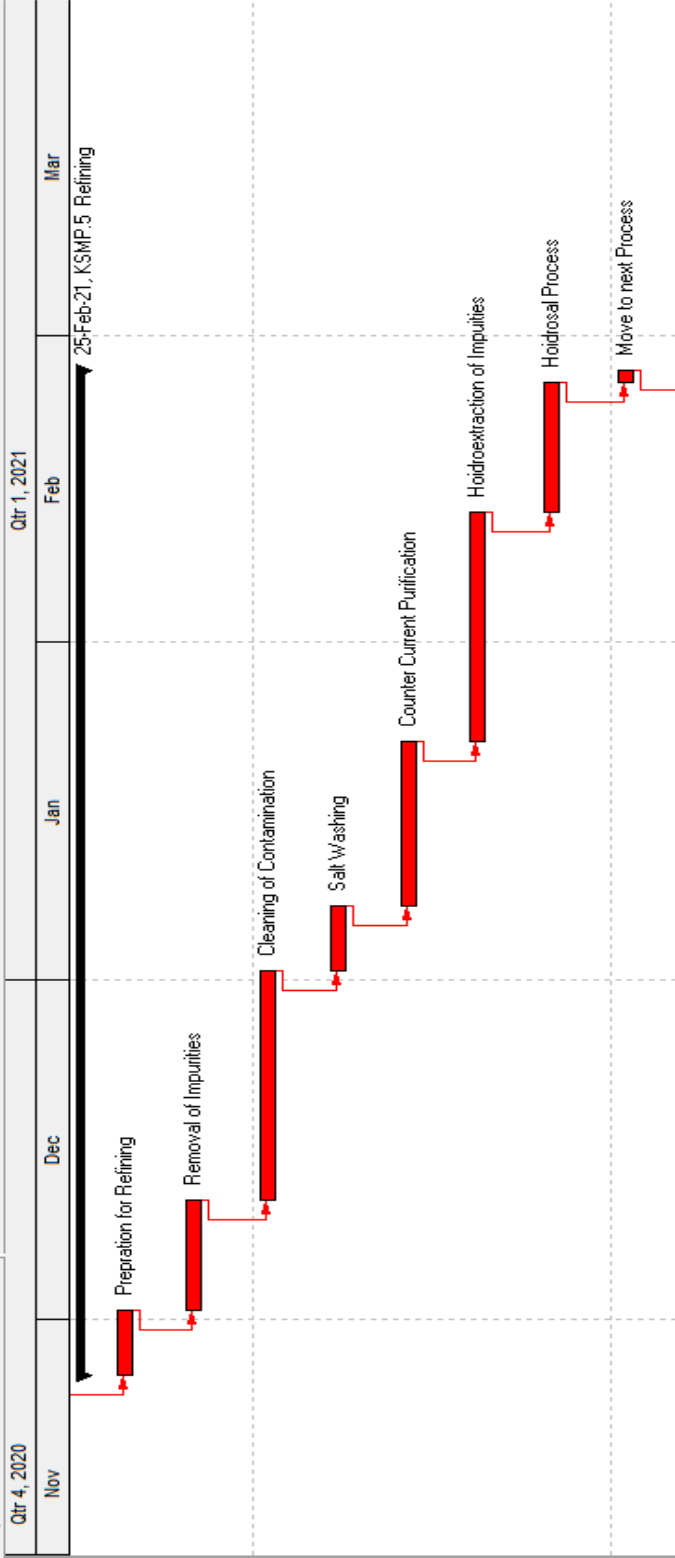 Qtr 4, 2020
Qtr 1, 2021
Nov
Dec
Jan
Feb
Mar
25-Feb-21, KSMP.5 Refining
Prepration for Refining
Removal of Impurities
Cleaning of Contamination
Salt Washing
Counter Current Purification
Hoidroextraction of Impuities
Hoidrosal Process
Move to next Process